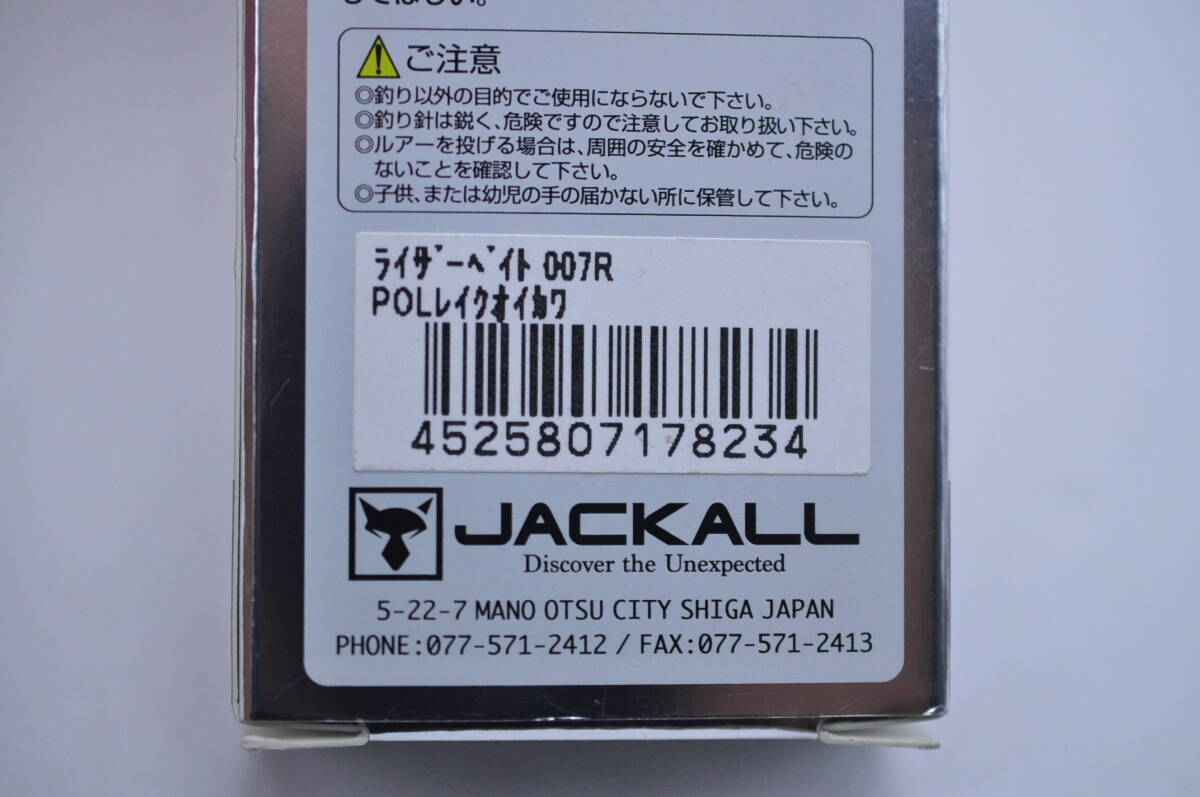 してほしい。
ご注意
◎釣り以外の目的でご使用にならないで下さい。
◎釣り針は鋭く、危険ですので注意してお取り扱い下さい。
◎ルアーを投げる場合は、周囲の安全を確かめて、危険の
ないことを確認して下さい。
◎子供、または幼児の手の届かない所に保管して下さい。
ﾗｲｻﾞｰﾍﾞｲﾄ 007R
POLﾚｲｸｵｲｶﾜ
4525807178234
JACKALL
Discover the Unexpected
5-22-7 MANO OTSU CITY SHIGA JAPAN
PHONE:077-571-2412 / FAX:077-571-2413